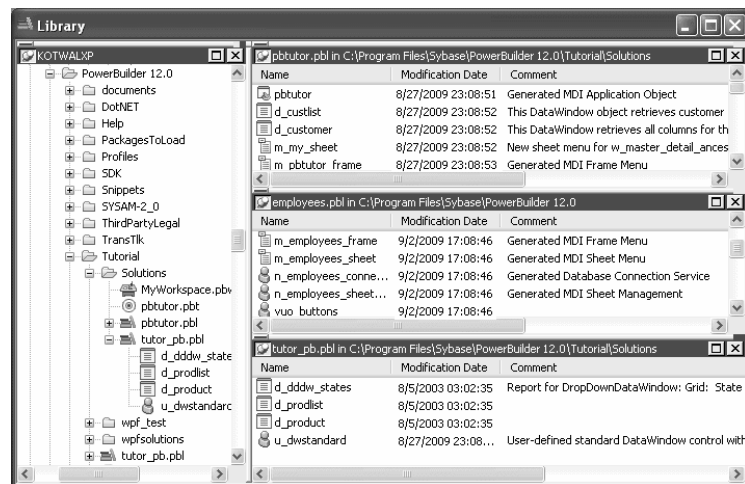 Library
KOTWALXP
PowerBuilder 12.0
documents
DotNET
Help
PackagesToLoad
Profiles
SDK
Snippets
SYSAM-2_0
ThirdPartyLegal
TransTlk
Tutorial
Solutions
MyWorkspace.pbw
pbtutor.pbt
pbtutor.pbl
tutor_pb.pbl
d_dddw_state
d_prodlist
d_product
u_dwstandard
wpf_test
wpfsolutions
tutor_pb.pbl
pbtutor.pbl in C:\Program Files\Sybase\PowerBuilder 12.0\Tutorial\Solutions
Name Modification Date Comment
pbtutor 8/27/2009 23:08:51 Generated MDI Application Object
d_custlist 8/27/2009 23:08:52 This DataWindow object retrieves customer
d_customer 8/27/2009 23:08:52 This DataWindow retrieves all columns for th
m_my_sheet 8/27/2009 23:08:52 New sheet menu for w_master_detail_ances
m_pbtutor_frame 8/27/2009 23:08:53 Generated MDI Frame Menu
employees.pbl in C:\Program Files\Sybase\PowerBuilder 12.0
Name Modification Date Comment
m_employees_frame 9/2/2009 17:08:46 Generated MDI Frame Menu
m_employees_sheet 9/2/2009 17:08:46 Generated MDI Sheet Menu
n_employees_conne... 9/2/2009 17:08:46 Generated Database Connection Service
n_employees_sheet... 9/2/2009 17:08:46 Generated MDI Sheet Management
vuo_buttons 9/2/2009 17:08:46
tutor_pb.pbl in C:\Program Files\Sybase\PowerBuilder 12.0\Tutorial\Solutions
Name Modification Date Comment
d_dddw_states 8/5/2003 03:02:35 Report for DropDownDataWindow: Grid: State
d_prodlist 8/5/2003 03:02:35
d_product 8/5/2003 03:02:35
u_dwstandard 8/27/2009 23:08... User-defined standard DataWindow control with